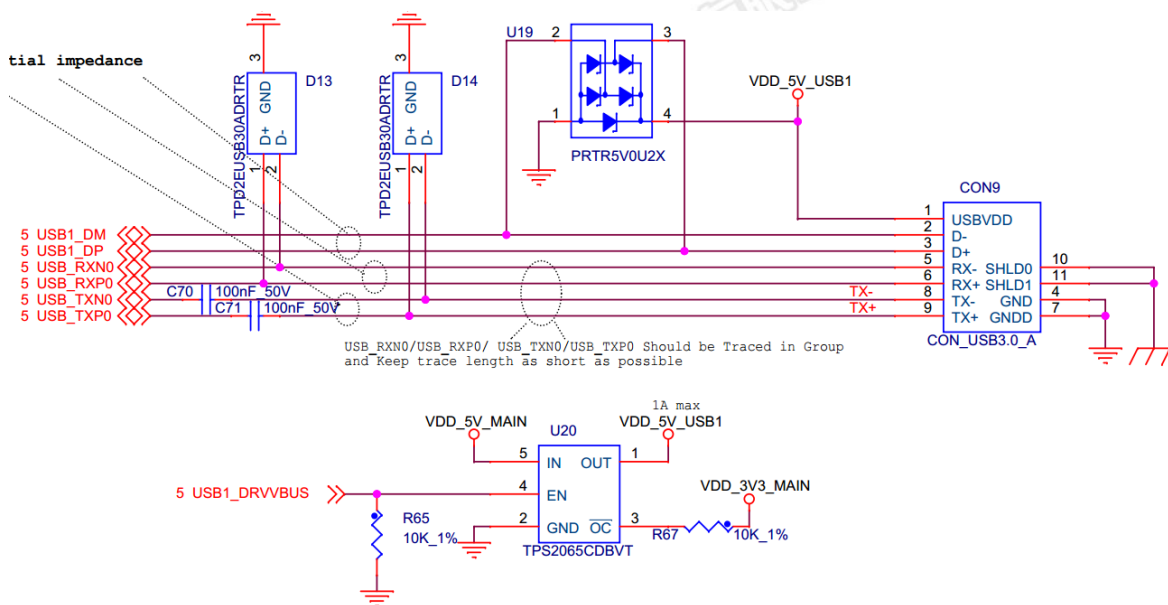 U19
2
3
1
4
PRTR5V0U2X
VDD_5V_USB1
tial impedance
3
GND
D+
D-
1
2
D13
TPD2EUSB30ADRTR
3
GND
D+
D-
1
2
D14
TPD2EUSB30ADRTR
CON9
5 USB1_DM
5 USB1_DP
5 USB_RXN0
5 USB_RXP0
5 USB_TXN0
5 USB_TXP0
C70 100nF_50V
C71 100nF_50V
TX-
TX+
1 USBVDD
2 D-
3 D+
5 RX- SHLD0 10
6 RX+ SHLD1 11
8 TX- GND 4
9 TX+ GNDD 7
CON_USB3.0_A
USB_RXN0/USB_RXP0/ USB_TXN0/USB_TXP0 Should be Traced in Group
and Keep trace length as short as possible
1A max
VDD_5V_MAIN
U20
VDD_5V_USB1
5 IN OUT 1
5 USB1_DRVVBUS
4 EN
VDD_3V3_MAIN
2 GND OC 3
R65
10K_1%
R67 10K_1%
TPS2065CDBVT